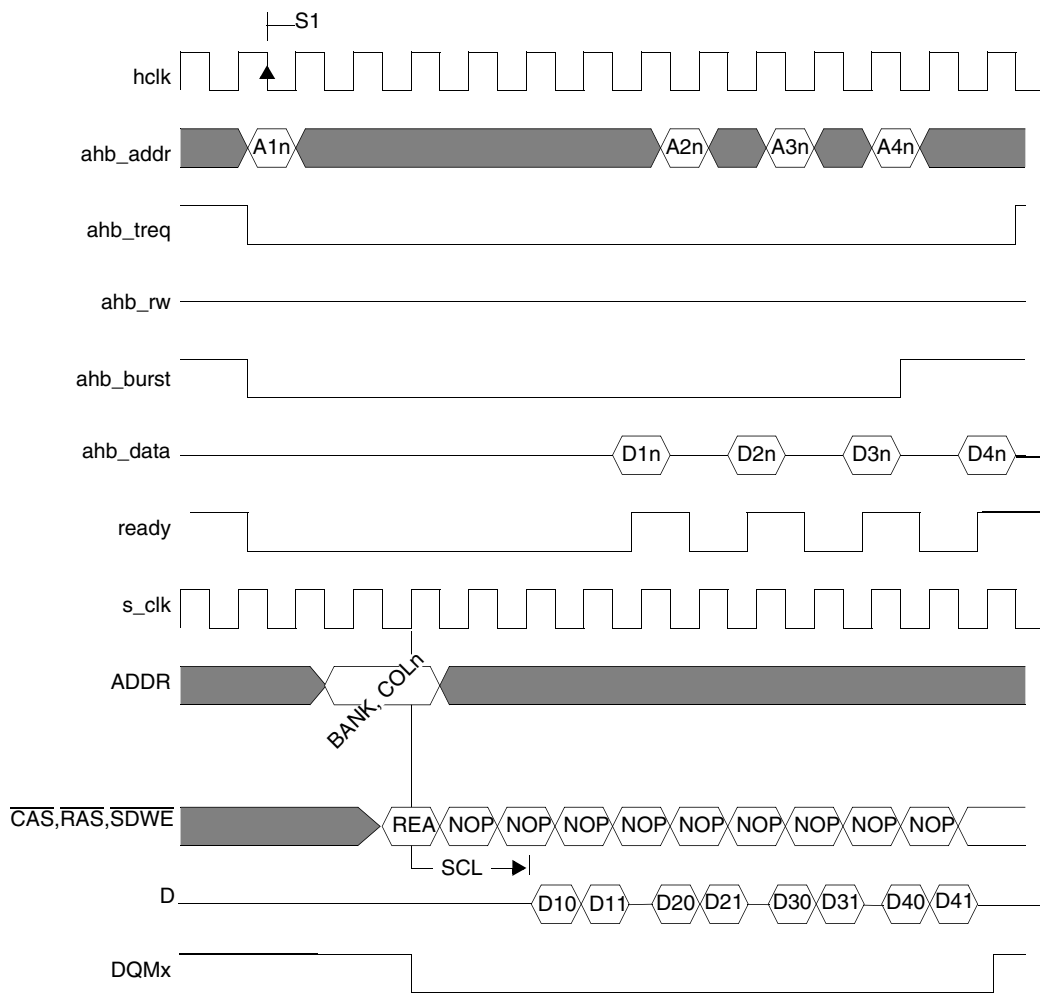 S1
hclk
ahb_addr A1n A2n A3n A4n
ahb_treq
ahb_rw
ahb_burst
ahb_data D1n D2n D3n D4n
ready
s_clk
ADDR BANK, COLn
CAS,RAS,SDWE REA NOP NOP NOP NOP NOP NOP NOP NOP NOP
SCL
D D10 D11 D20 D21 D30 D31 D40 D41
DQMx